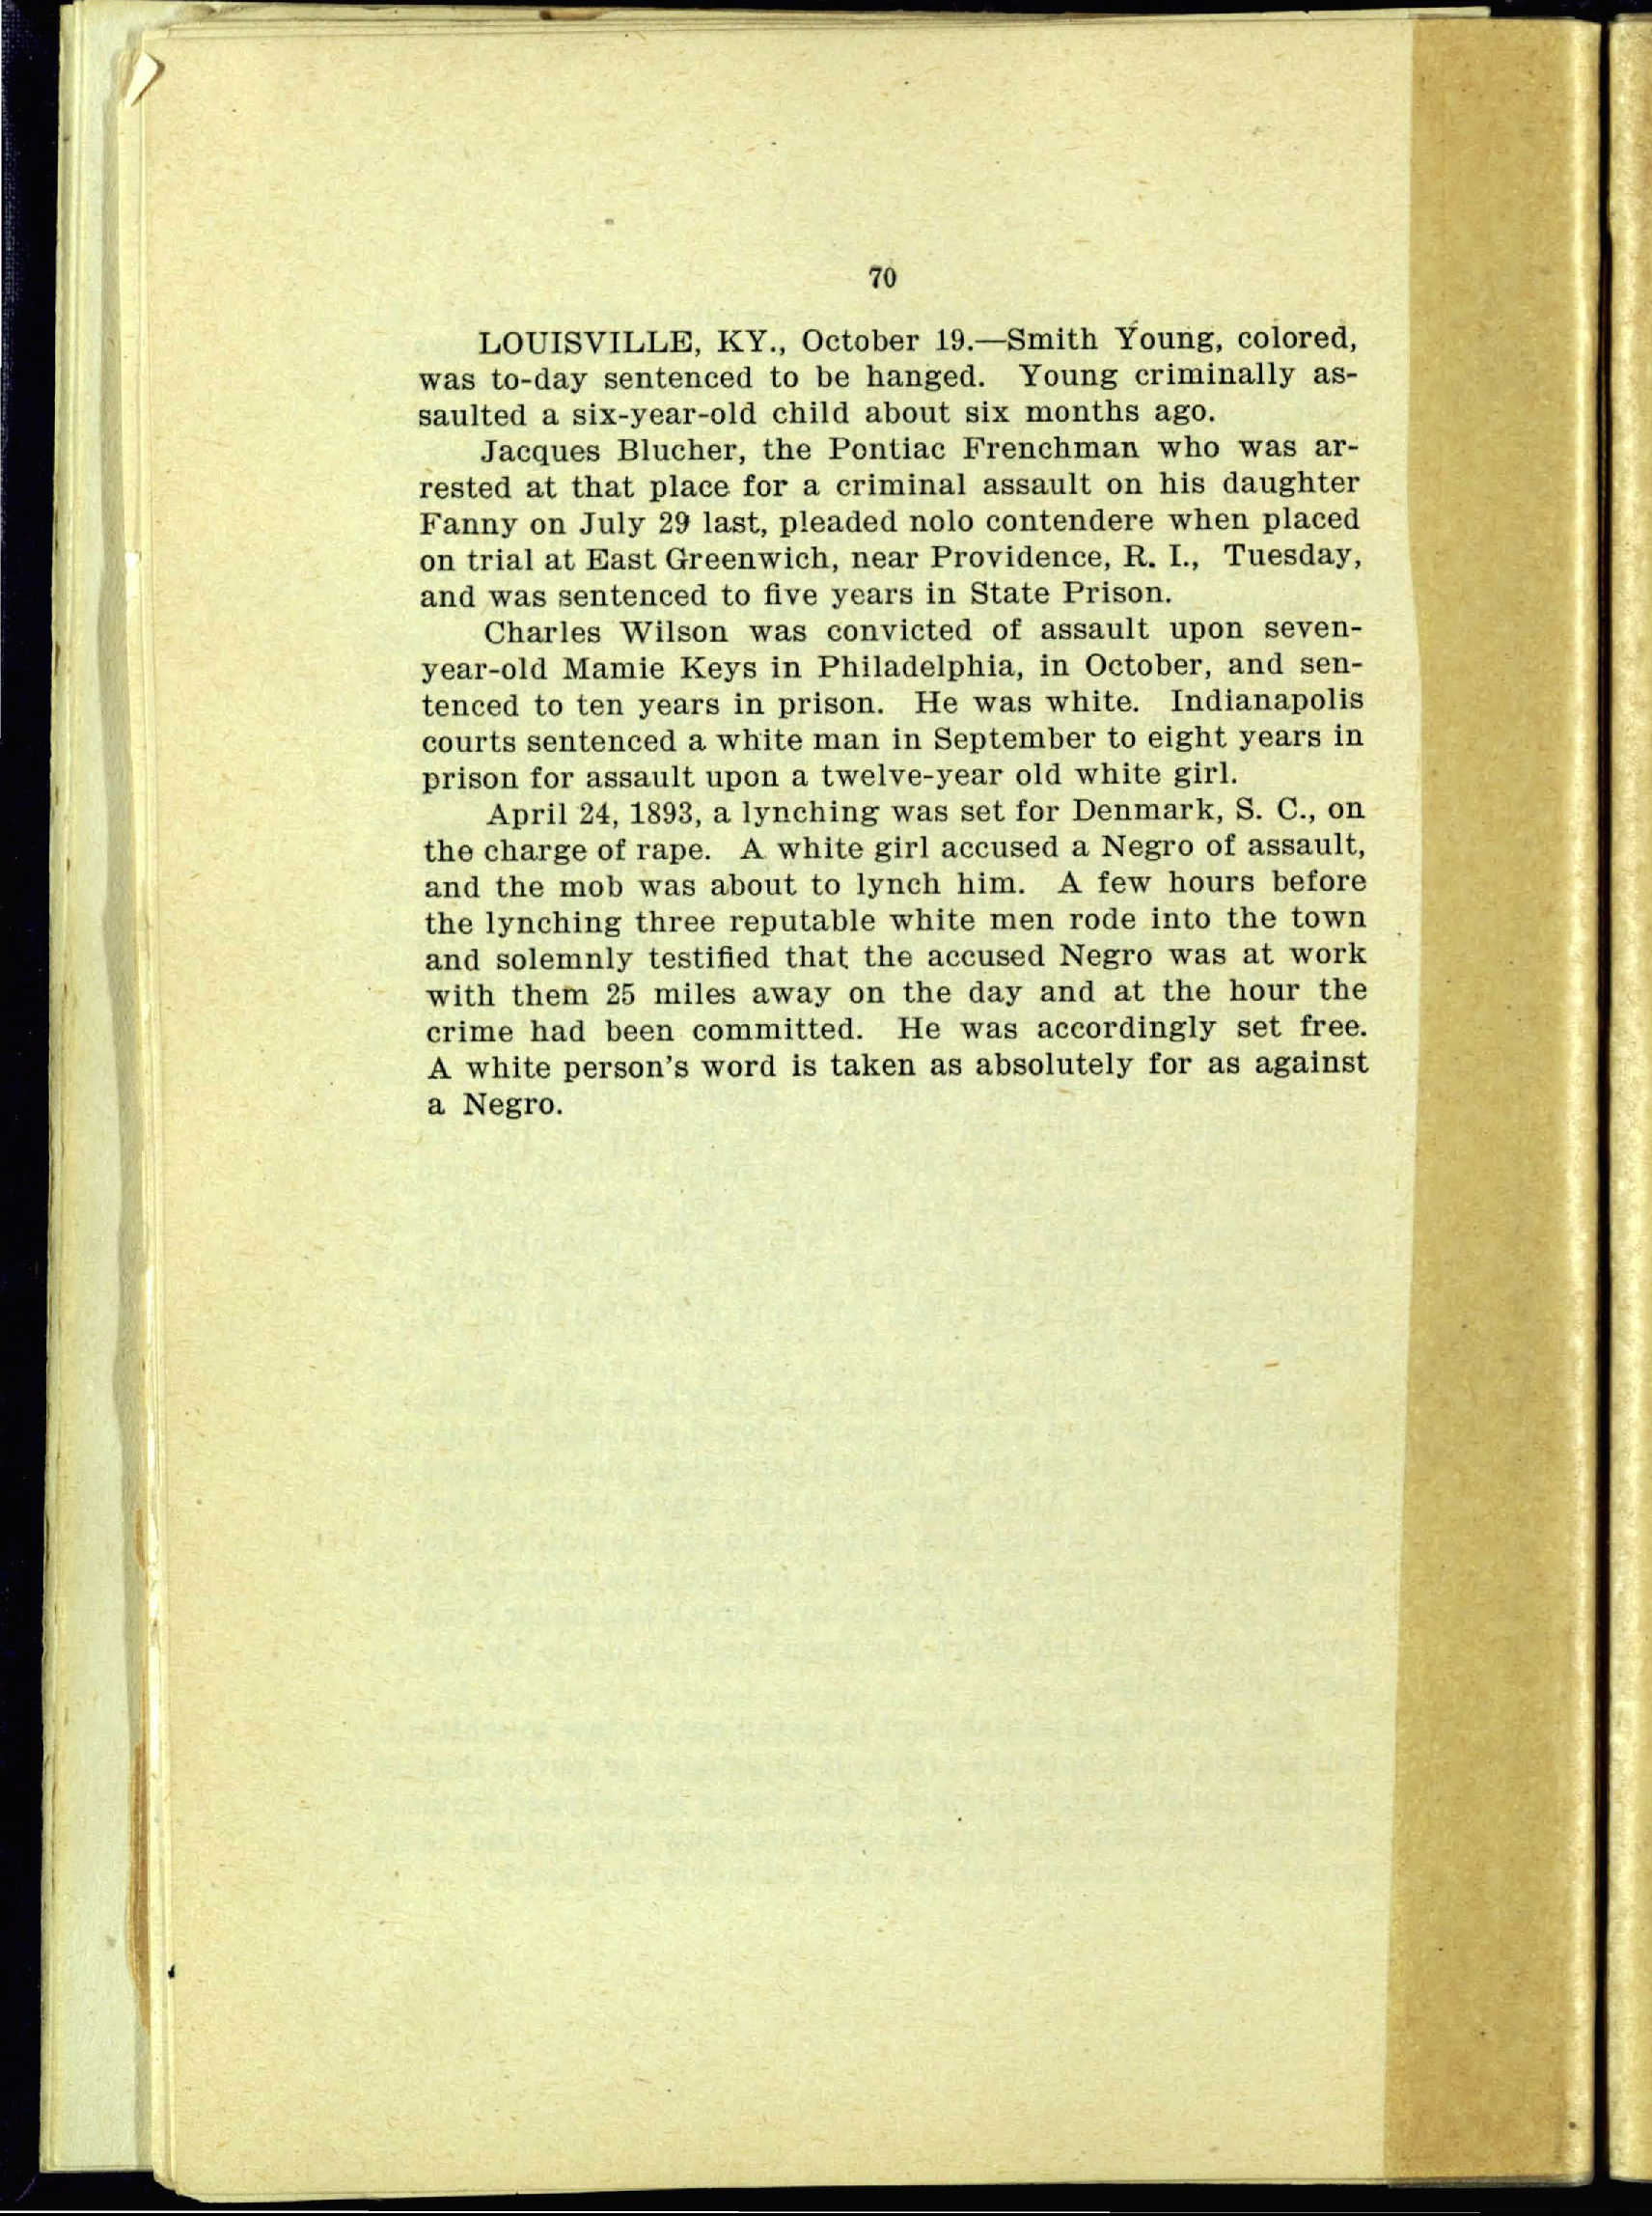 70
LOUISVILLE, KY., October 19.—Smith Young, colored,
was to-day sentenced to be hanged. Young criminally as-
saulted a six-year-old child about six months ago.
Jacques Blucher, the Pontiac Frenchman who was ar-
rested at that place for a criminal assault on his daughter
Fanny on July 29 last, pleaded nolo contendere when placed
on trial at East Greenwich, near Providence, R. I., Tuesday,
and was sentenced to five years in State Prison.
Charles Wilson was convicted of assault upon seven-
year-old Mamie Keys in Philadelphia, in October, and sen-
tenced to ten years in prison. He was white. Indianapolis
courts sentenced a white man in September to eight years in
prison for assault upon a twelve-year old white girl.
April 24, 1893, a lynching was set for Denmark, S. C., on
the charge of rape. A white girl accused a Negro of assault,
and the mob was about to lynch him. A few hours before
the lynching three reputable white men rode into the town
and solemnly testified that the accused Negro was at work
with them 25 miles away on the day and at the hour the
crime had been committed. He was accordingly set free.
A white person's word is taken as absolutely for as against
a Negro.